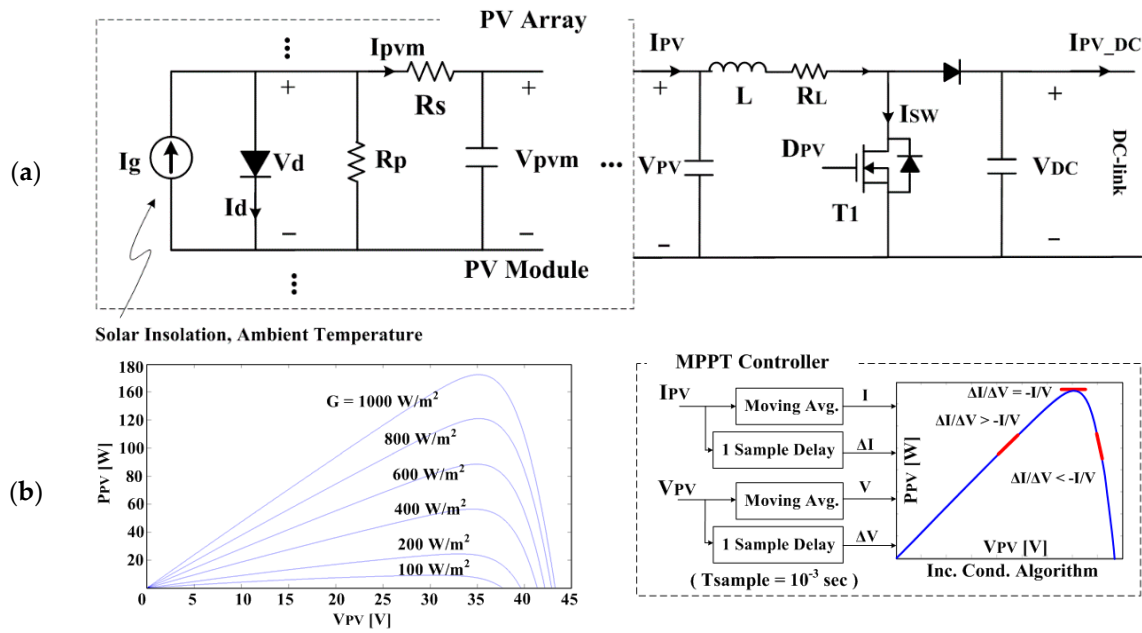 PV Array
(a)
Ipvm
Rs
Ig
Vd
Id
Rp
Vpvm
...
PV Module
Solar Insolation, Ambient Temperature
IPV
L
RL
ISW
IPV_DC
VPV
DPV
T1
VDC
DC-link
(b)
PPV [W]
180
160
140
120
100
80
60
40
20
G = 1000 W/m²
800 W/m²
600 W/m²
400 W/m²
200 W/m²
100 W/m²
0 5 10 15 20 25 30 35 40 45
VPV [V]
MPPT Controller
IPV
Moving Avg.
I
1 Sample Delay
ΔI
VPV
Moving Avg.
V
1 Sample Delay
ΔV
( Tsample = 10⁻³ sec )
PPV [W]
ΔI/ΔV = -I/V
ΔI/ΔV > -I/V
ΔI/ΔV < -I/V
VPV [V]
Inc. Cond. Algorithm